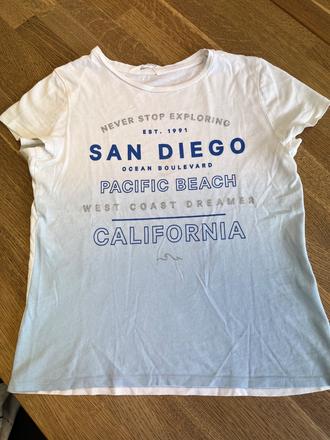 NEVER STOP EXPLORING
EST. 1991
SAN DIEGO
OCEAN BOULEVARD
PACIFIC BEACH
WEST COAST DREAMER
CALIFORNIA